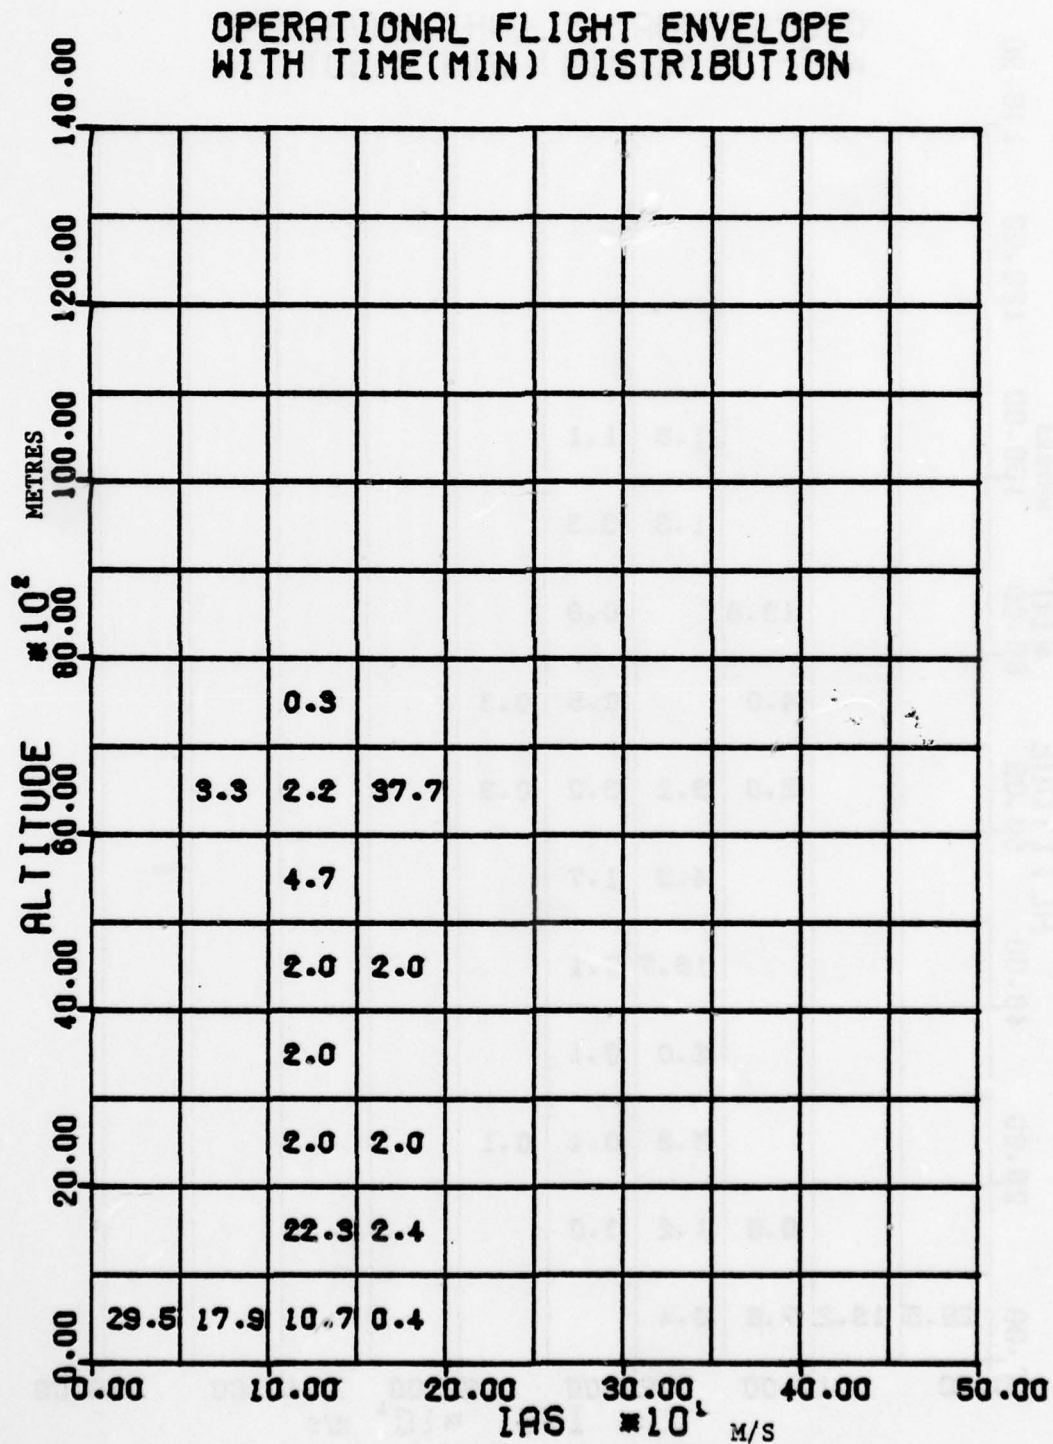 OPERATIONAL FLIGHT ENVELOPE
WITH TIME(MIN) DISTRIBUTION
140.00
120.00
100.00
80.00
60.00
40.00
20.00
0.00
ALTITUDE *10² METRES
0.3
3.3 2.2 37.7
4.7
2.0 2.0
2.0
2.0 2.0
22.3 2.4
29.5 17.9 10.7 0.4
0.00 10.00 20.00 30.00 40.00 50.00
IAS *10¹ M/S